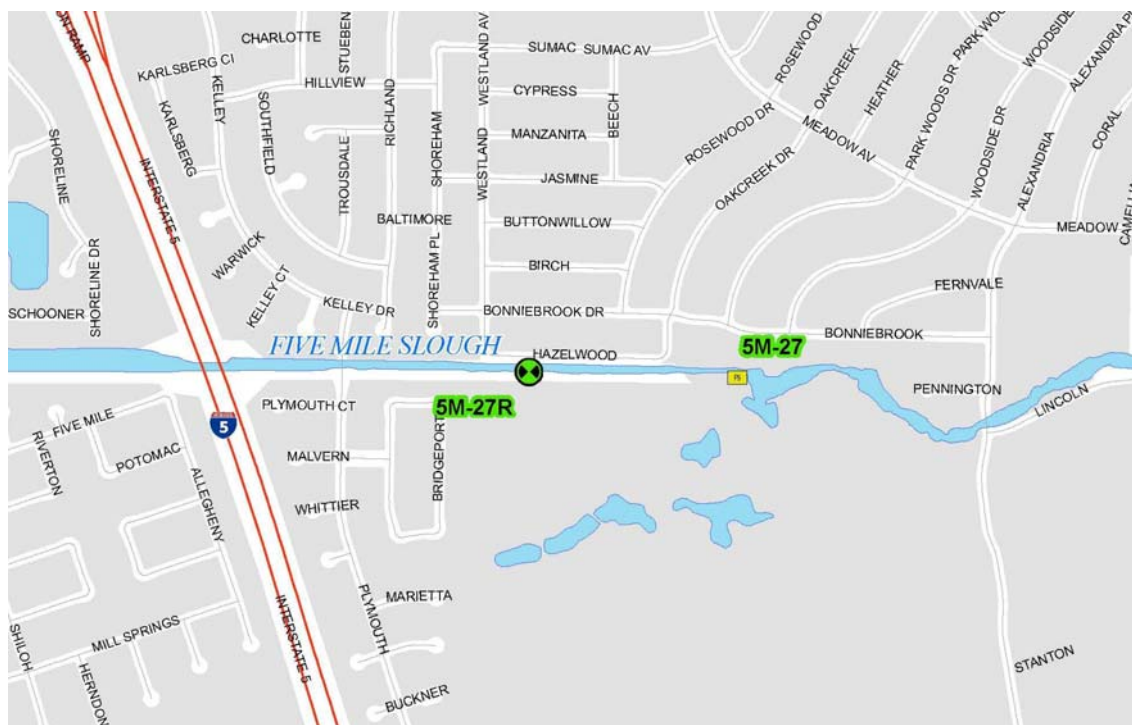 ON RAMP
CHARLOTTE
STUEBEN
WESTLAND AV
SUMAC
SUMAC AV
ROSEWOOD
OAKCREEK
HEATHER
WOODSIDE
KARLSBERG CI
KELLEY
HILLVIEW
RICHLAND
CYPRESS
BEECH
PARK WOODS DR
ALEXANDRIA
CORAL
SHORELINE
KARLSBERG
SOUTHFIELD
TROUSDALE
SHOREHAM
WESTLAND
MANZANITA
JASMINE
ROSEWOOD DR
MEADOW AV
OAKCREEK DR
WOODSIDE DR
ALEXANDRIA
INTERSTATE 5
BALTIMORE
BUTTONWILLOW
MEADOW
SHORELINE DR
WARWICK
SHOREHAM PL
BIRCH
FERNVALE
SCHOONER
KELLEY CT
KELLEY DR
BONNIEBROOK DR
BONNIEBROOK
FIVE MILE SLOUGH
HAZELWOOD
5M-27
PS
PENNINGTON
LINCOLN
5M-27R
PLYMOUTH CT
FIVE MILE
5
RIVERTON
POTOMAC
ALLEGHENY
MALVERN
BRIDGEPORT
WHITTIER
PLYMOUTH
MARIETTA
MILL SPRINGS
INTERSTATE 5
SHILOH
HERNDON
BUCKNER
STANTON